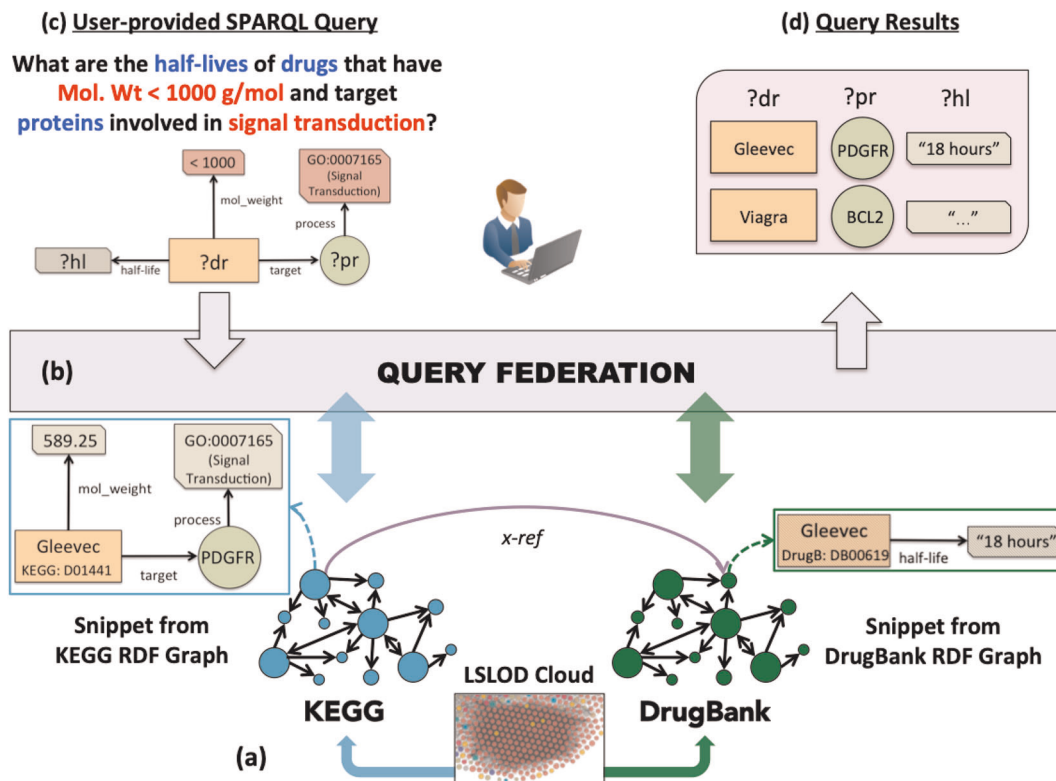 (c) User-provided SPARQL Query
What are the half-lives of drugs that have
Mol. Wt < 1000 g/mol and target
proteins involved in signal transduction?
< 1000
GO:0007165
(Signal
Transduction)
mol_weight
process
?hl
half-life
?dr
target
?pr
(d) Query Results
?dr ?pr ?hl
Gleevec PDGFR "18 hours"
Viagra BCL2 "..."
(b) QUERY FEDERATION
589.25
GO:0007165
(Signal
Transduction)
mol_weight
process
Gleevec
KEGG: D01441
target
PDGFR
x-ref
Gleevec
DrugB: DB00619
half-life
"18 hours"
Snippet from
KEGG RDF Graph
Snippet from
DrugBank RDF Graph
LSLOD Cloud
KEGG
DrugBank
(a)